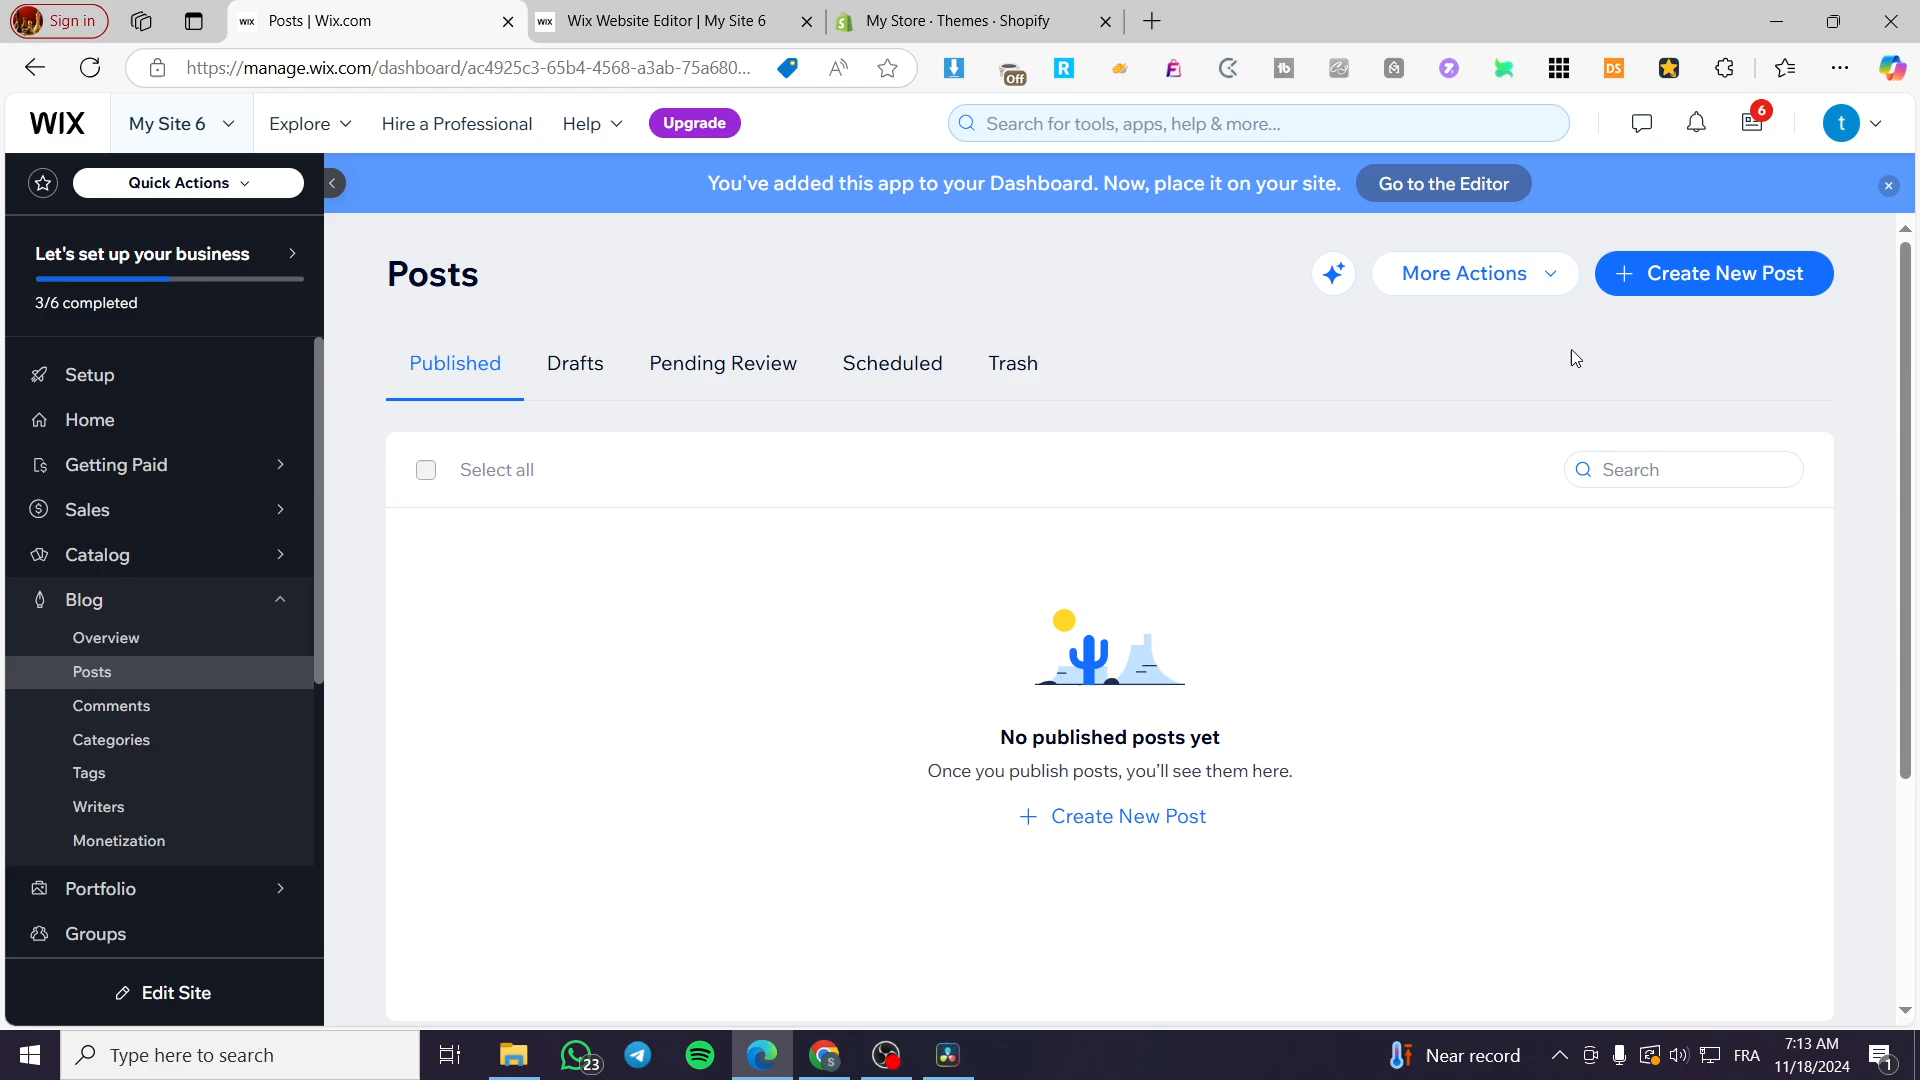 Sign in
Posts | Wix.com
Wix Website Editor | My Site 6
My Store · Themes · Shopify
https://manage.wix.com/dashboard/ac4925c3-65b4-4568-a3ab-75a680...
Off
DS
WIX
My Site 6
Explore
Hire a Professional
Help
Upgrade
Search for tools, apps, help & more...
6
t
Quick Actions
You've added this app to your Dashboard. Now, place it on your site.
Go to the Editor
Let's set up your business
3/6 completed
Setup
Home
Getting Paid
Sales
Catalog
Blog
Overview
Posts
Comments
Categories
Tags
Writers
Monetization
Portfolio
Groups
Edit Site
Posts
More Actions
Create New Post
Published
Drafts
Pending Review
Scheduled
Trash
Select all
Search
No published posts yet
Once you publish posts, you'll see them here.
Create New Post
Type here to search
23
Near record
FRA
7:13 AM
11/18/2024
1